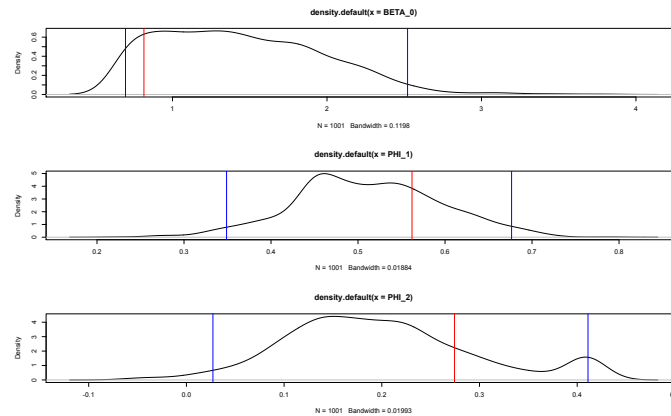 density.default(x = BETA_0)
Density
0.0 0.2 0.4 0.6
1 2 3 4
N = 1001 Bandwidth = 0.1198
density.default(x = PHI_1)
Density
0 1 2 3 4 5
0.2 0.3 0.4 0.5 0.6 0.7 0.8
N = 1001 Bandwidth = 0.01884
density.default(x = PHI_2)
Density
0 1 2 3 4
-0.1 0.0 0.1 0.2 0.3 0.4
N = 1001 Bandwidth = 0.01993